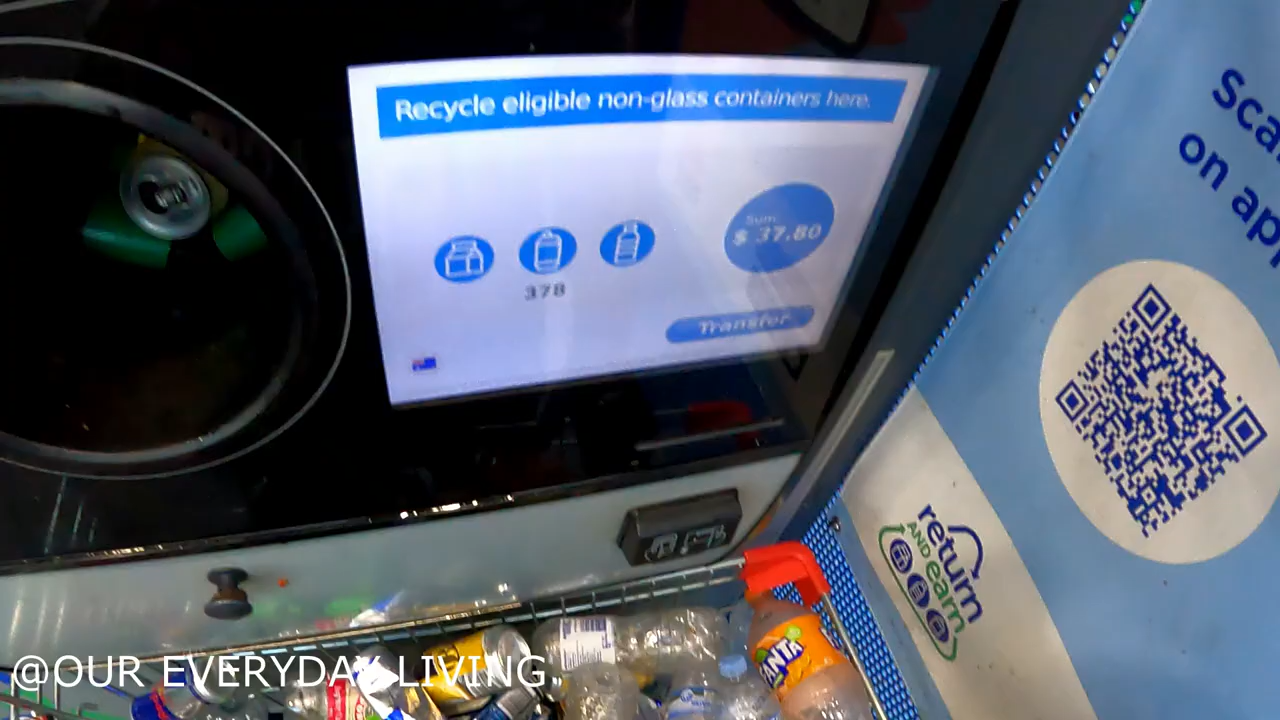 Recycle eligible non-glass containers here.
Sum
$ 37.80
378
Transfer
Sca
on app
return
AND earn
FANTA
@OUR EVERYDAY LIVING